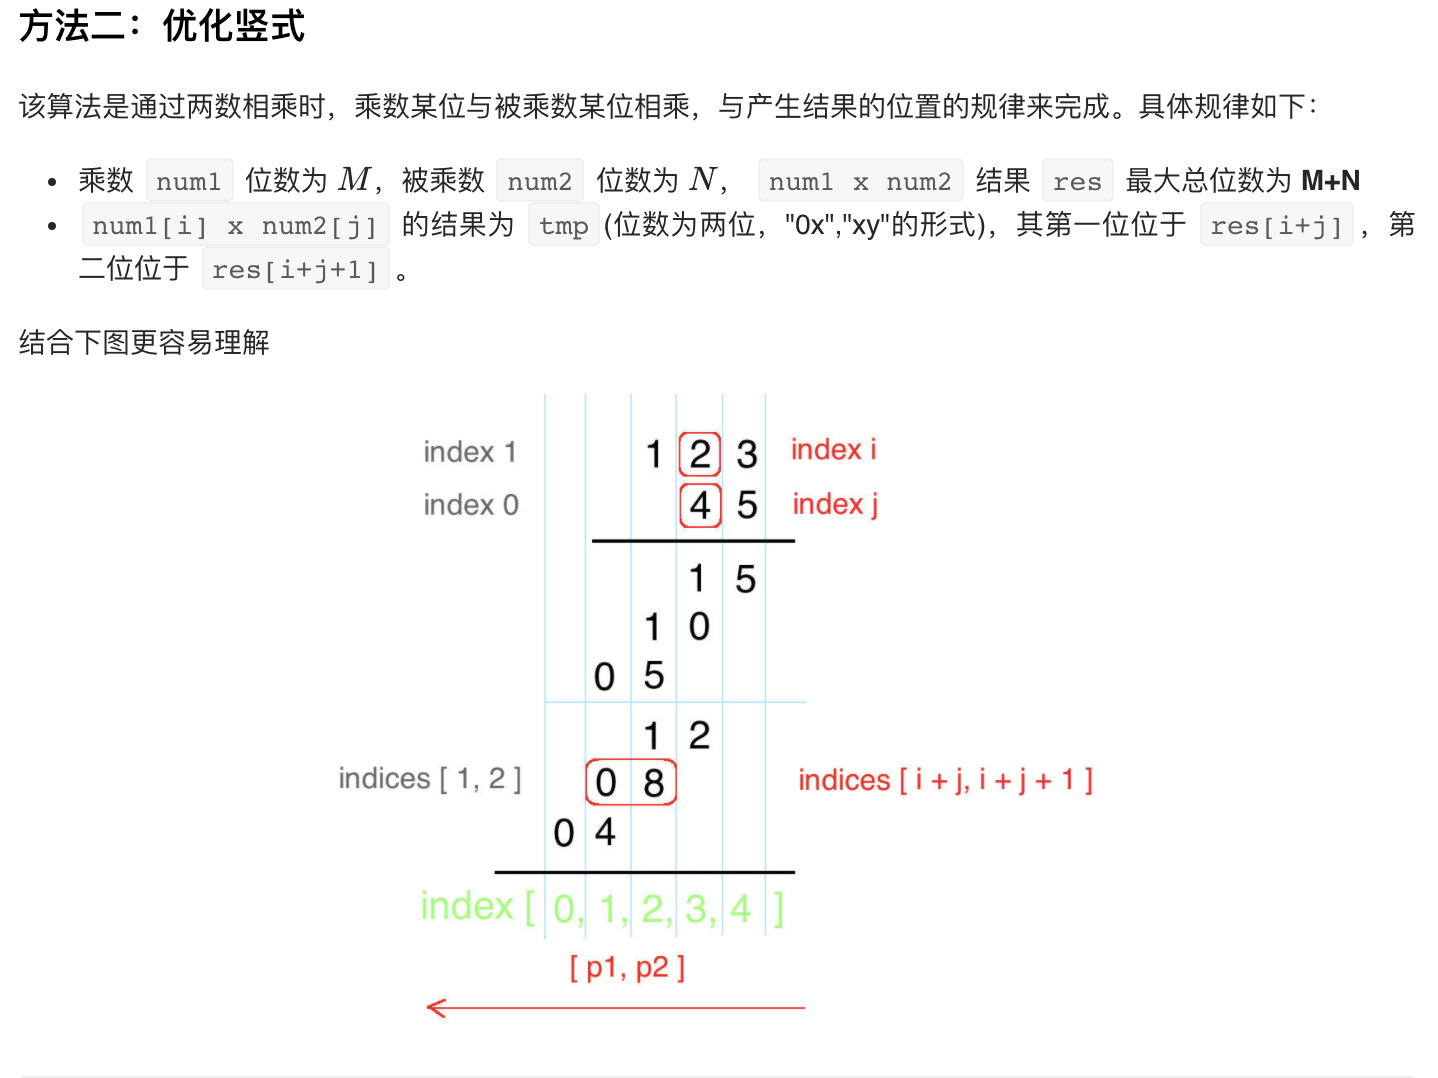 方法二：优化竖式
该算法是通过两数相乘时，乘数某位与被乘数某位相乘，与产生结果的位置的规律来完成。具体规律如下：
• 乘数 num1 位数为 M，被乘数 num2 位数为 N， num1 x num2 结果 res 最大总位数为 M+N
• num1[i] x num2[j] 的结果为 tmp (位数为两位，"0x","xy"的形式)，其第一位位于 res[i+j] ，第
二位位于 res[i+j+1] 。
结合下图更容易理解
index 1 1 2 3 index i
index 0 4 5 index j
1 5
1 0
0 5
1 2
indices [ 1, 2 ] 0 8 indices [ i + j, i + j + 1 ]
0 4
index [ 0, 1, 2, 3, 4 ]
[ p1, p2 ]